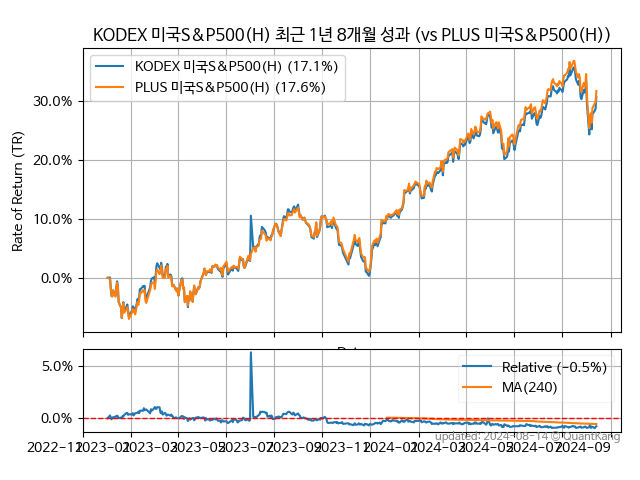 KODEX 미국S&P500(H) 최근 1년 8개월 성과 (vs PLUS 미국S&P500(H))
KODEX 미국S&P500(H) (17.1%)
PLUS 미국S&P500(H) (17.6%)
Rate of Return (TR)
30.0%
20.0%
10.0%
0.0%
5.0%
0.0%
Relative (-0.5%)
MA(240)
updated: 2024-08-14 © QuantKang
2022-11 2023-01 2023-03 2023-05 2023-07 2023-09 2023-11 2024-01 2024-03 2024-05 2024-07 2024-09